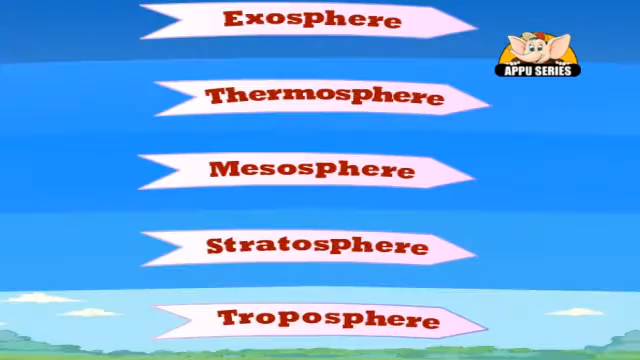 Exosphere
APPU SERIES
Thermosphere
Mesosphere
Stratosphere
Troposphere